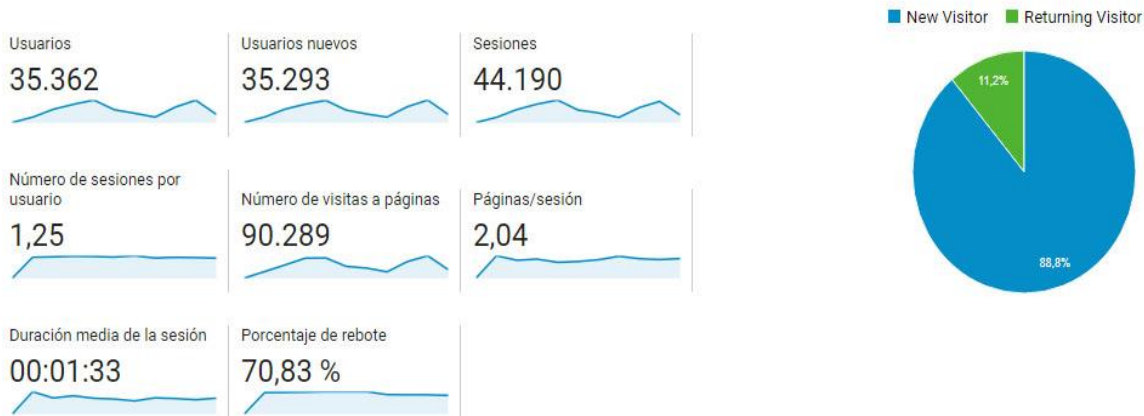 New Visitor
Returning Visitor
Usuarios
35.362
Usuarios nuevos
35.293
Sesiones
44.190
11,2%
88,8%
Número de sesiones por
usuario
1,25
Número de visitas a páginas
90.289
Páginas/sesión
2,04
Duración media de la sesión
00:01:33
Porcentaje de rebote
70,83 %